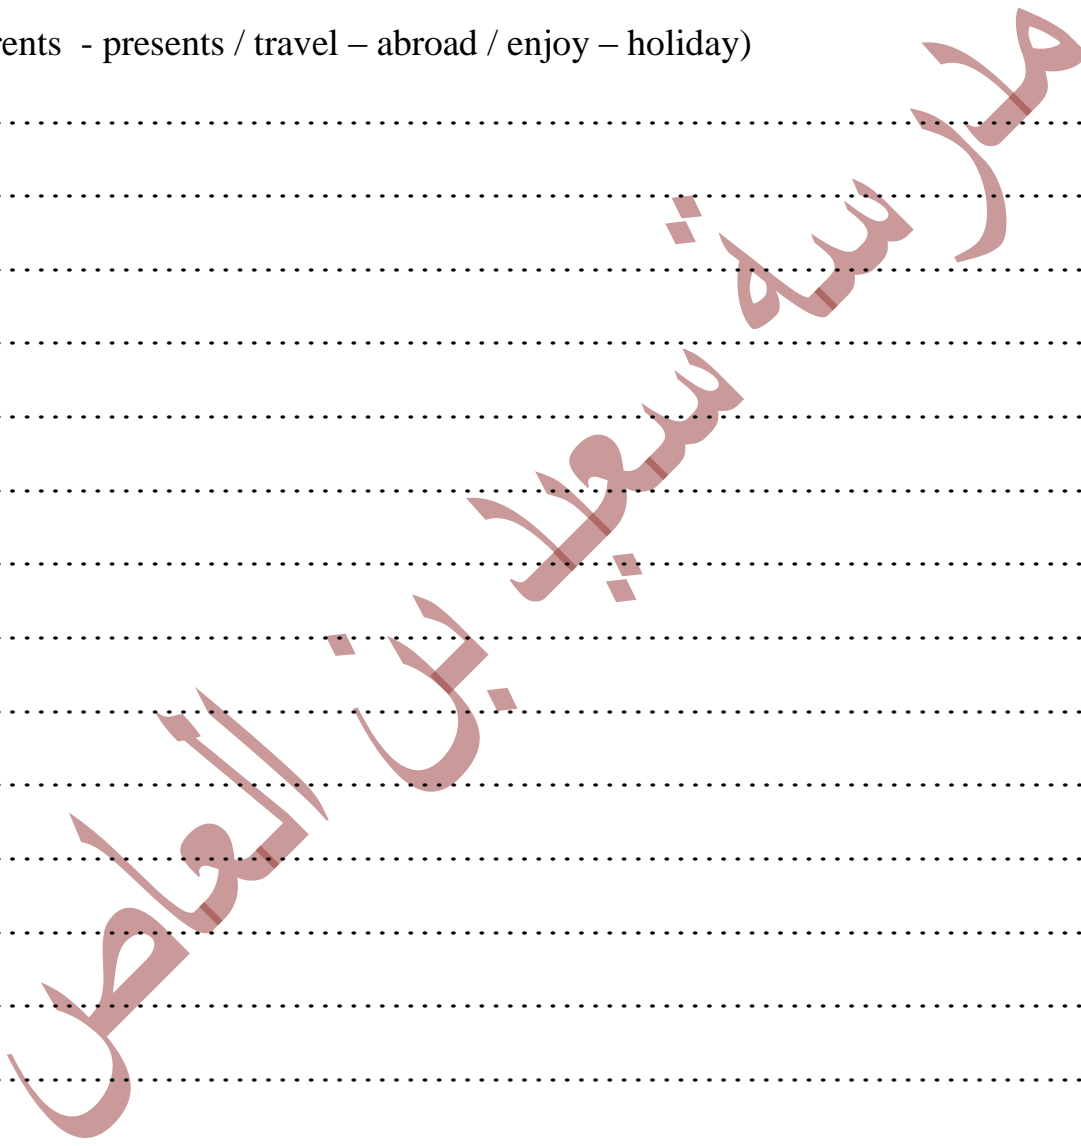 rents - presents / travel – abroad / enjoy – holiday)
مدرسة سعيد بن العاص